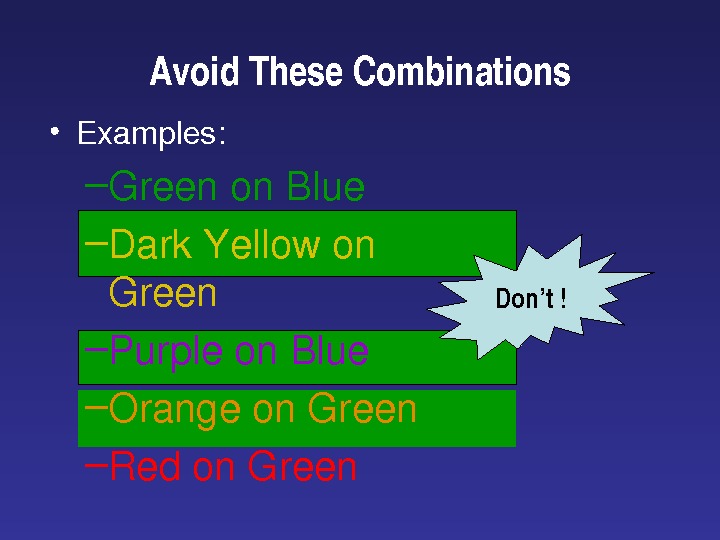 Avoid These Combinations
• Examples:
–Green on Blue
–Dark Yellow on
Green
Don’t !
–Purple on Blue
–Orange on Green
–Red on Green